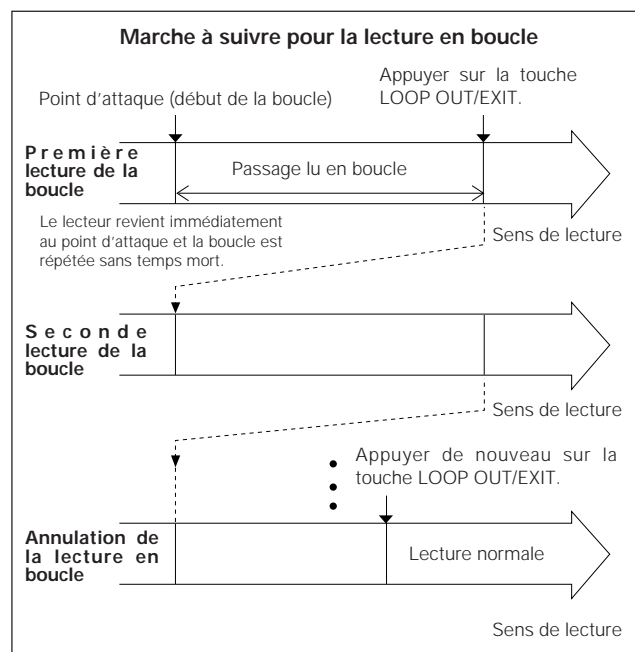 Marche à suivre pour la lecture en boucle
Point d'attaque (début de la boucle)
Appuyer sur la touche
LOOP OUT/EXIT.
Première
lecture de la
boucle
Passage lu en boucle
Le lecteur revient immédiatement
au point d'attaque et la boucle est
répétée sans temps mort.
Sens de lecture
Seconde
lecture de la
boucle
Sens de lecture
Appuyer de nouveau sur la
touche LOOP OUT/EXIT.
Annulation de
la lecture en
boucle
Lecture normale
Sens de lecture